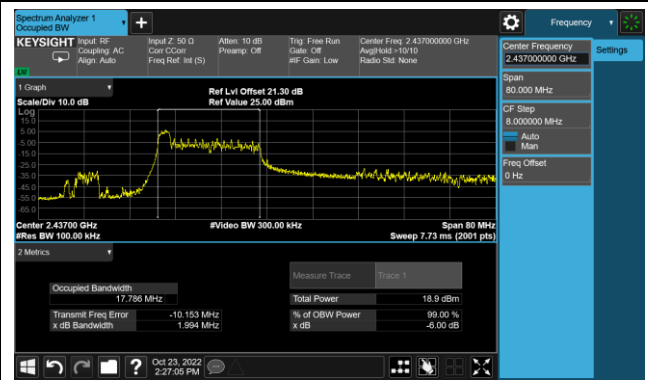 Spectrum Analyzer 1
Occupied BW
Frequency
KEYSIGHT
Input: RF
Coupling: AC
Align: Auto
Input Z: 50 Ω
Corr CCorr
Freq Ref: Int (S)
Atten: 10 dB
Preamp: Off
Trig: Free Run
Gate: Off
#IF Gain: Low
Center Freq: 2.437000000 GHz
Avg|Hold:>10/10
Radio Std: None
LXI
Center Frequency
2.437000000 GHz
Settings
Span
80.000 MHz
CF Step
8.000000 MHz
Auto
Man
Freq Offset
0 Hz
1 Graph
Scale/Div 10.0 dB
Ref Lvl Offset 21.30 dB
Ref Value 25.00 dBm
Log
15.0
5.00
-5.00
-15.0
-25.0
-35.0
-45.0
-55.0
-65.0
Center 2.43700 GHz
#Res BW 100.00 kHz
#Video BW 300.00 kHz
Span 80 MHz
Sweep 7.73 ms (2001 pts)
2 Metrics
Measure Trace
Trace 1
Occupied Bandwidth
17.786 MHz
Total Power
18.9 dBm
Transmit Freq Error
-10.153 MHz
% of OBW Power
99.00 %
x dB Bandwidth
1.994 MHz
x dB
-6.00 dB
?
Oct 23, 2022
2:27:05 PM